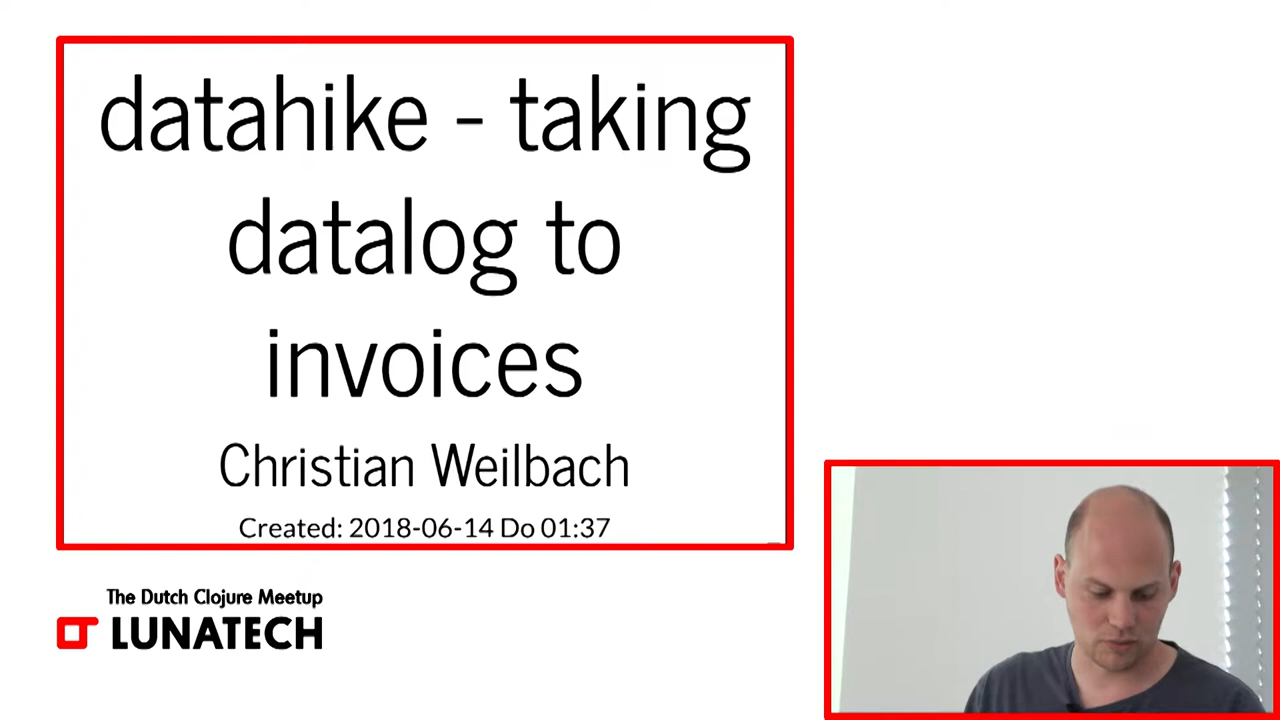 datahike - taking
datalog to
invoices
Christian Weilbach
Created: 2018-06-14 Do 01:37
The Dutch Clojure Meetup
LUNATECH